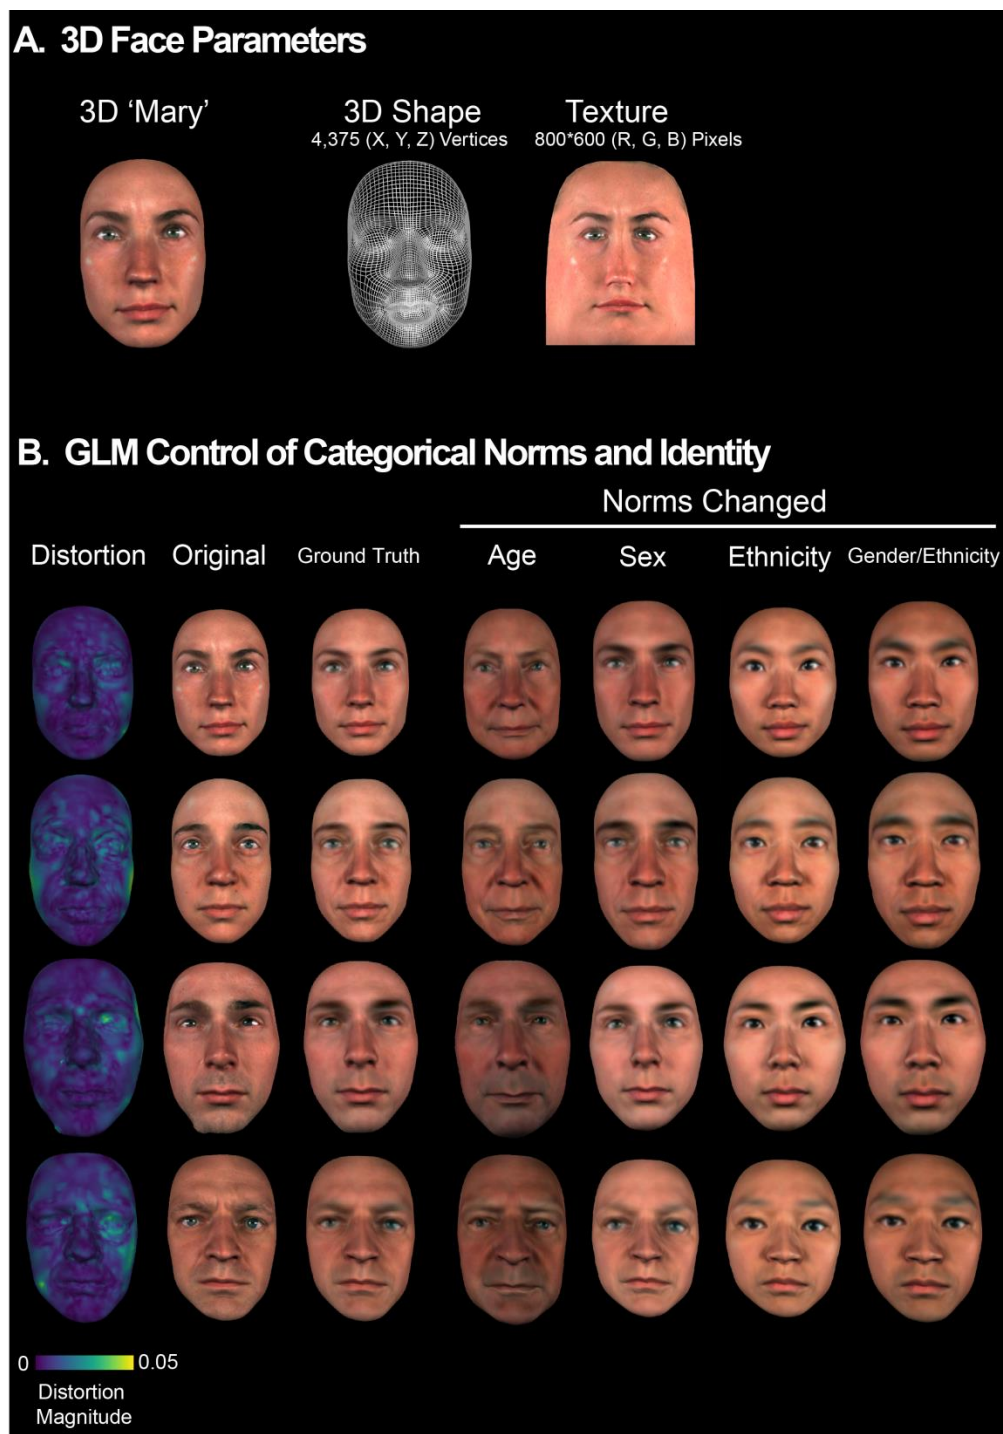 A. 3D Face Parameters
3D ‘Mary’
3D Shape
4,375 (X, Y, Z) Vertices
Texture
800*600 (R, G, B) Pixels
B. GLM Control of Categorical Norms and Identity
Norms Changed
Distortion
Original
Ground Truth
Age
Sex
Ethnicity
Gender/Ethnicity
0
0.05
Distortion
Magnitude